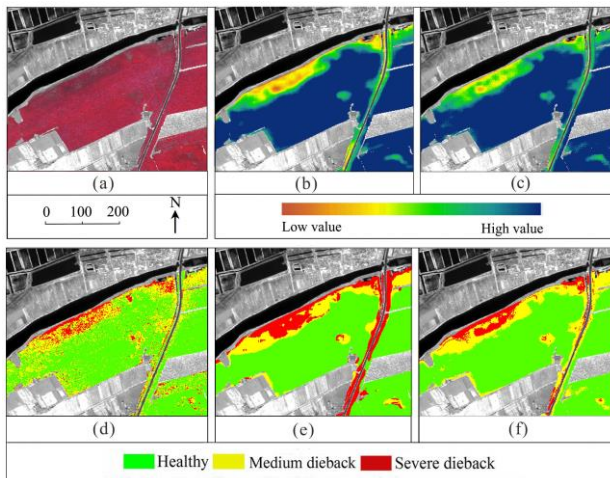 (a)
(b)
(c)
0 100 200
N
Low value
High value
(d)
(e)
(f)
Healthy
Medium dieback
Severe dieback